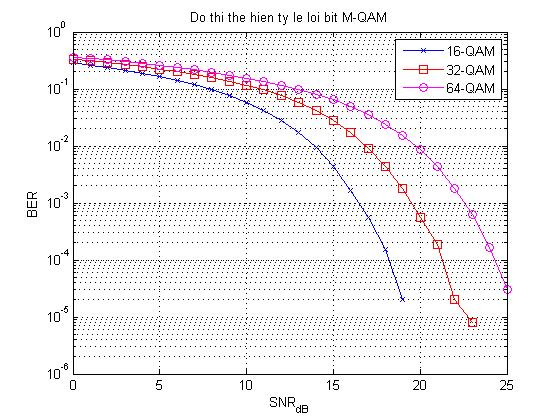 Do thi the hien ty le loi bit M-QAM
10^0
10^-1
10^-2
10^-3
10^-4
10^-5
10^-6
BER
16-QAM
32-QAM
64-QAM
0 5 10 15 20 25
SNR_dB